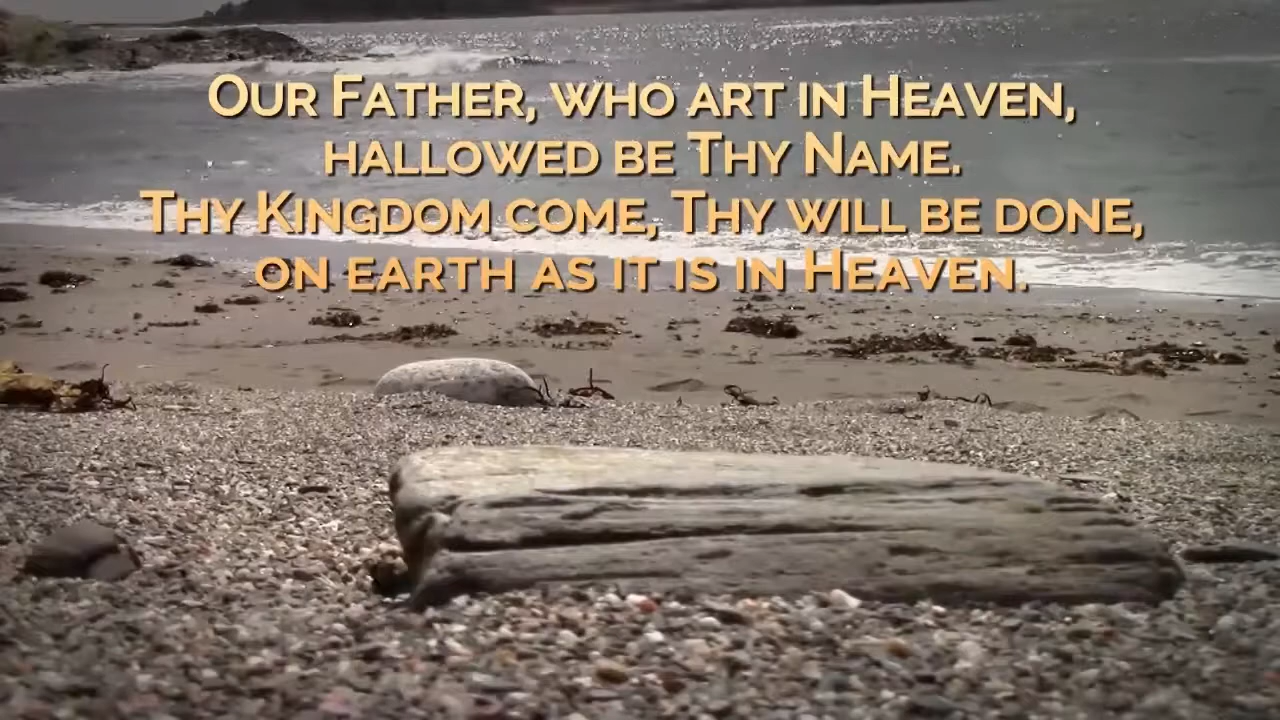 Our Father, who art in Heaven,
hallowed be Thy Name.
Thy Kingdom come, Thy will be done,
on earth as it is in Heaven.